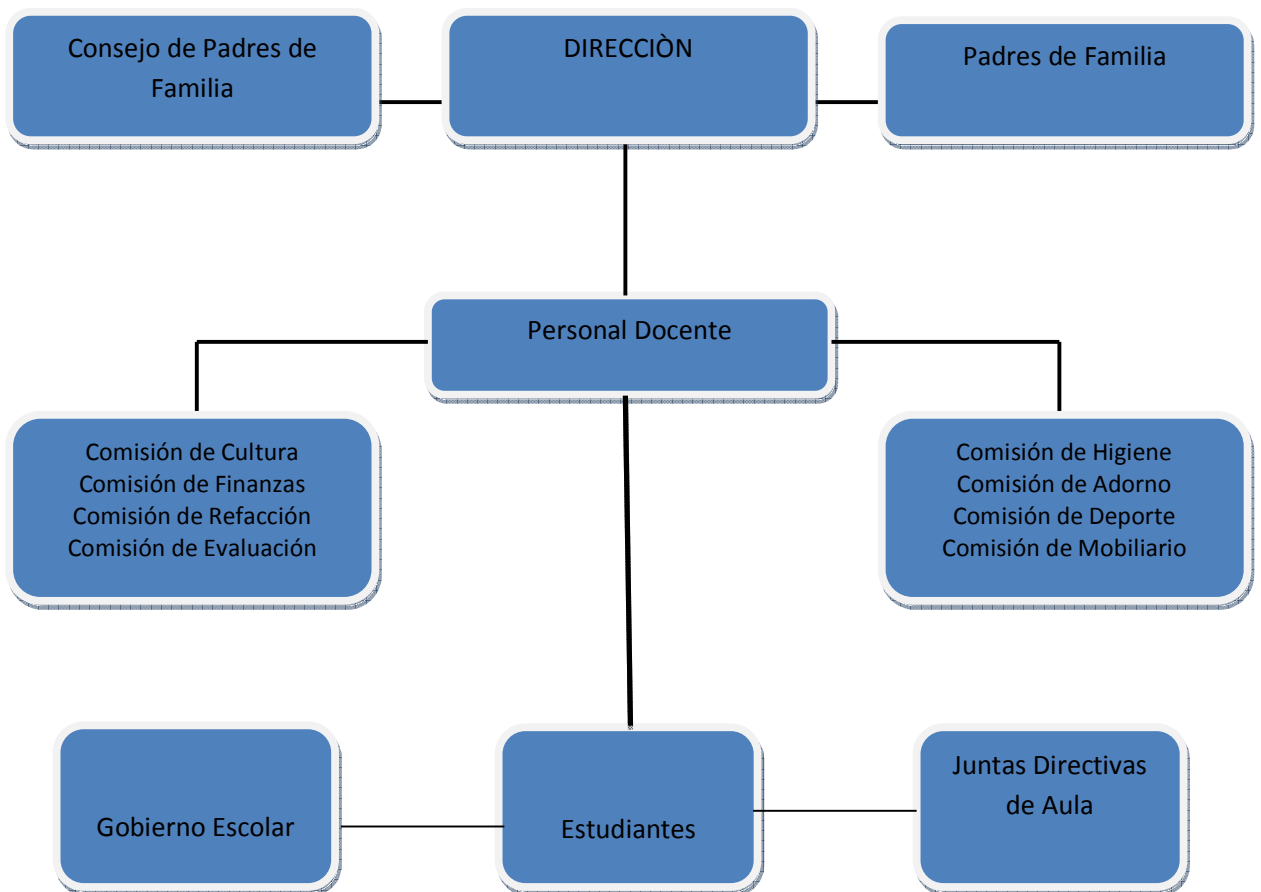 Consejo de Padres de
Familia
DIRECCIÒN
Padres de Familia
Personal Docente
Comisión de Cultura
Comisión de Finanzas
Comisión de Refacción
Comisión de Evaluación
Comisión de Higiene
Comisión de Adorno
Comisión de Deporte
Comisión de Mobiliario
Gobierno Escolar
Estudiantes
Juntas Directivas
de Aula